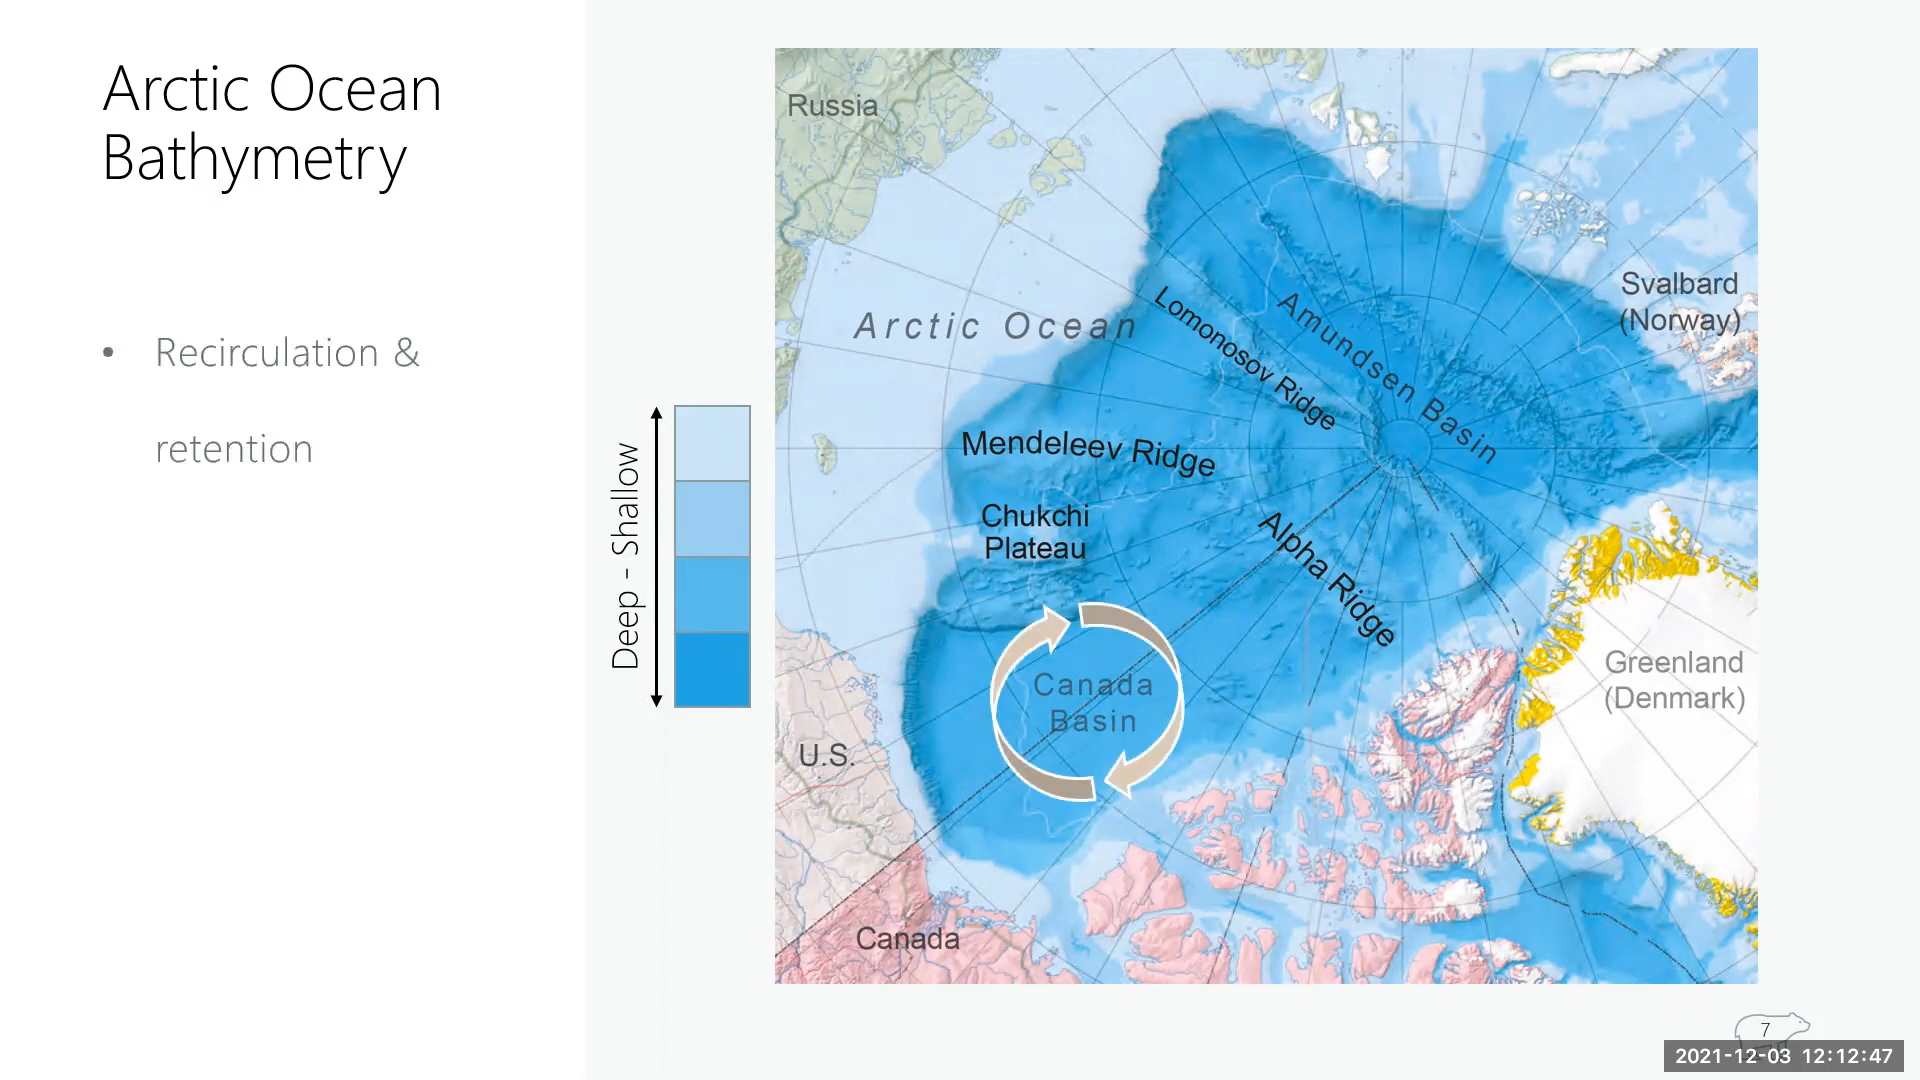 Arctic Ocean
Bathymetry
• Recirculation &
retention
Deep - Shallow
Russia
Arctic Ocean
Lomonosov Ridge
Amundsen Basin
Svalbard
(Norway)
Mendeleev Ridge
Chukchi
Plateau
Alpha Ridge
Canada
Basin
Greenland
(Denmark)
U.S.
Canada
7
2021-12-03 12:12:47